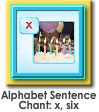 x
Alphabet Sentence
Chant: x, six